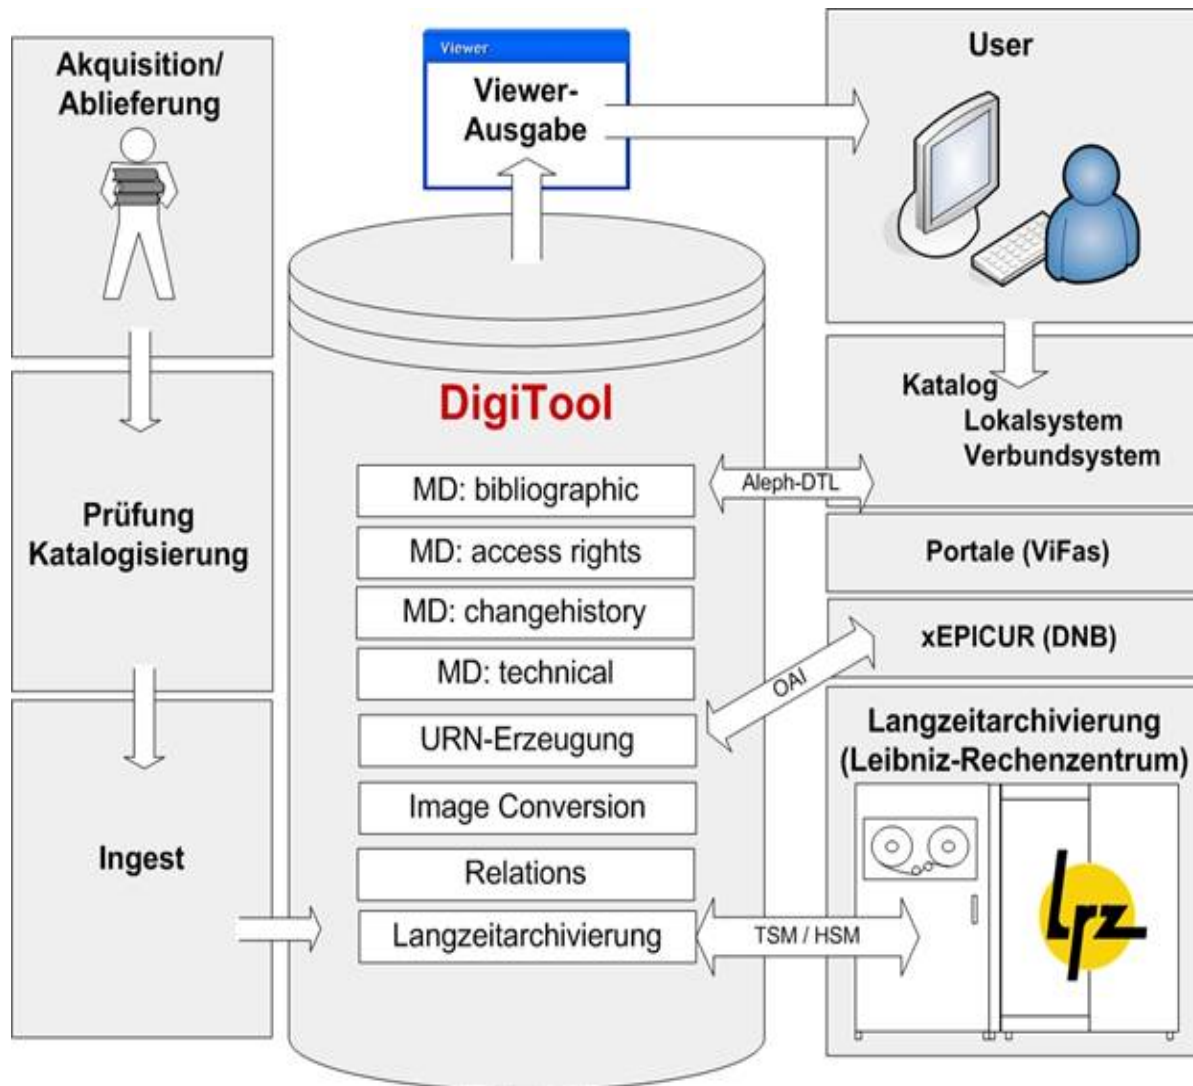 Akquisition/
Ablieferung
Prüfung
Katalogisierung
Ingest
Viewer
Viewer-
Ausgabe
DigiTool
MD: bibliographic
MD: access rights
MD: changehistory
MD: technical
URN-Erzeugung
Image Conversion
Relations
Langzeitarchivierung
Aleph-DTL
OAI
TSM / HSM
User
Katalog
Lokalsystem
Verbundsystem
Portale (ViFas)
xEPICUR (DNB)
Langzeitarchivierung
(Leibniz-Rechenzentrum)
lrz